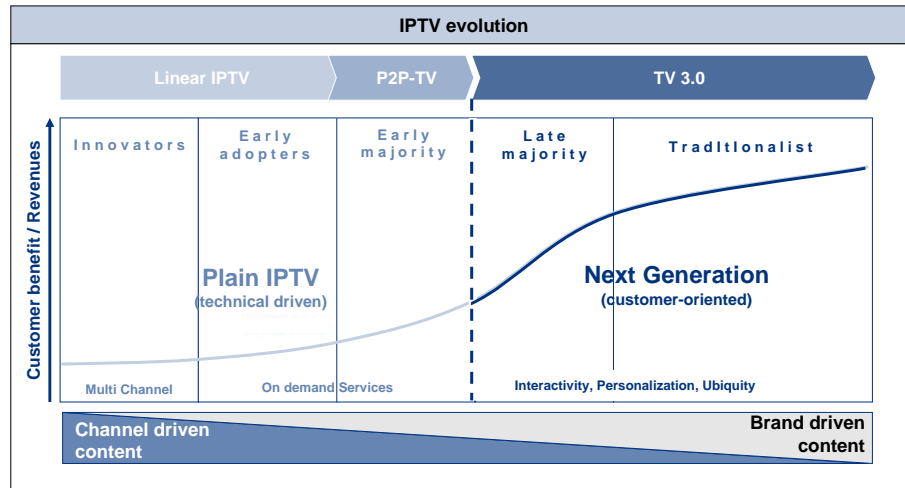 IPTV evolution
Linear IPTV
P2P-TV
TV 3.0
Innovators
Early
adopters
Early
majority
Late
majority
TradItIonalist
Customer benefit / Revenues
Plain IPTV
(technical driven)
Next Generation
(customer-oriented)
Multi Channel
On demand Services
Interactivity, Personalization, Ubiquity
Channel driven
content
Brand driven
content